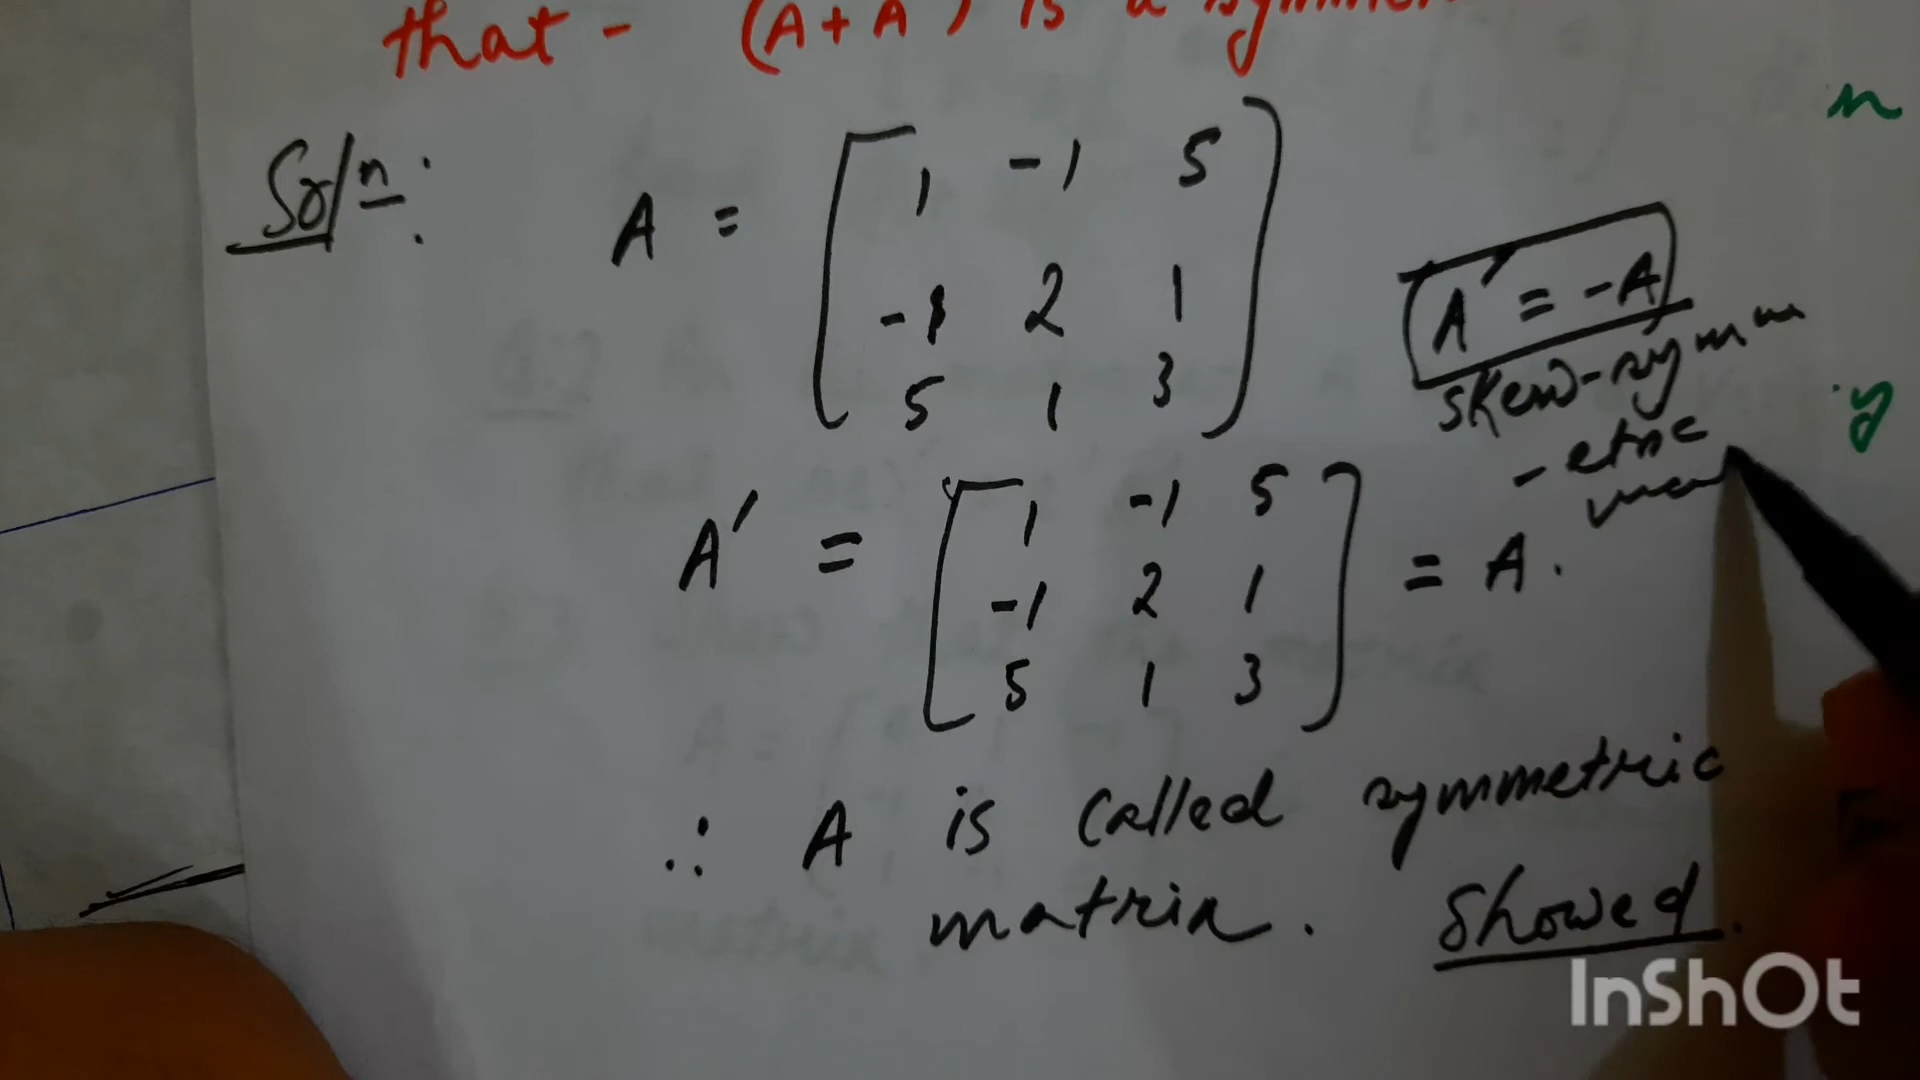 that - (A + A') is a
Sol/n:
A = [ 1 -1 5
-1 2 1
5 1 3 ]
A' = -A
skew-symm
-etric
A' = [ 1 -1 5
-1 2 1
5 1 3 ] = A.
∴ A is called symmetric
matrix. Showed.
n
y
InShOt